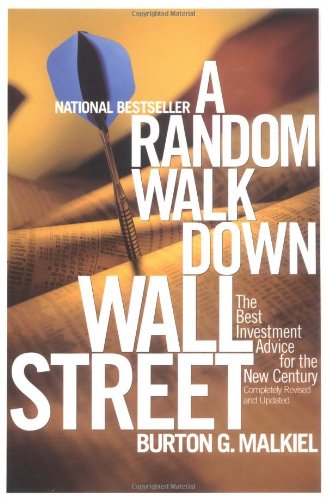 Copyrighted Material
NATIONAL BESTSELLER
A
RANDOM
WALK
DOWN
WALL
STREET
The
Best
Investment
Advice
for the
New Century
Completely Revised
and Updated
BURTON G. MALKIEL
Copyrighted Material